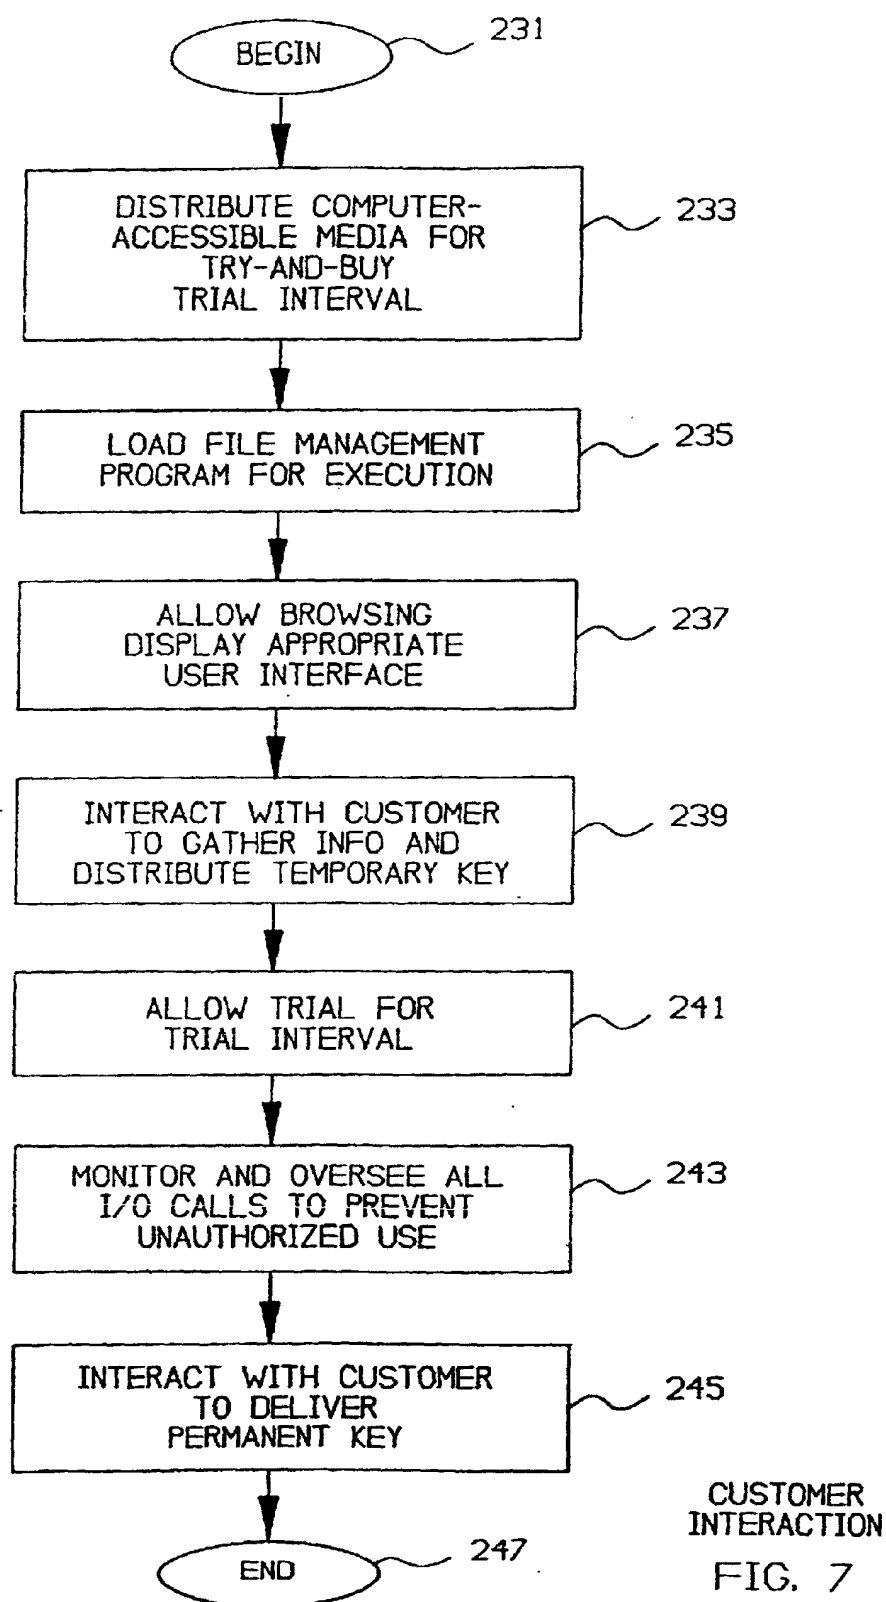 BEGIN
231
DISTRIBUTE COMPUTER-
ACCESSIBLE MEDIA FOR
TRY-AND-BUY
TRIAL INTERVAL
233
LOAD FILE MANAGEMENT
PROGRAM FOR EXECUTION
235
ALLOW BROWSING
DISPLAY APPROPRIATE
USER INTERFACE
237
INTERACT WITH CUSTOMER
TO GATHER INFO AND
DISTRIBUTE TEMPORARY KEY
239
ALLOW TRIAL FOR
TRIAL INTERVAL
241
MONITOR AND OVERSEE ALL
I/O CALLS TO PREVENT
UNAUTHORIZED USE
243
INTERACT WITH CUSTOMER
TO DELIVER
PERMANENT KEY
245
END
247
CUSTOMER
INTERACTION
FIG. 7